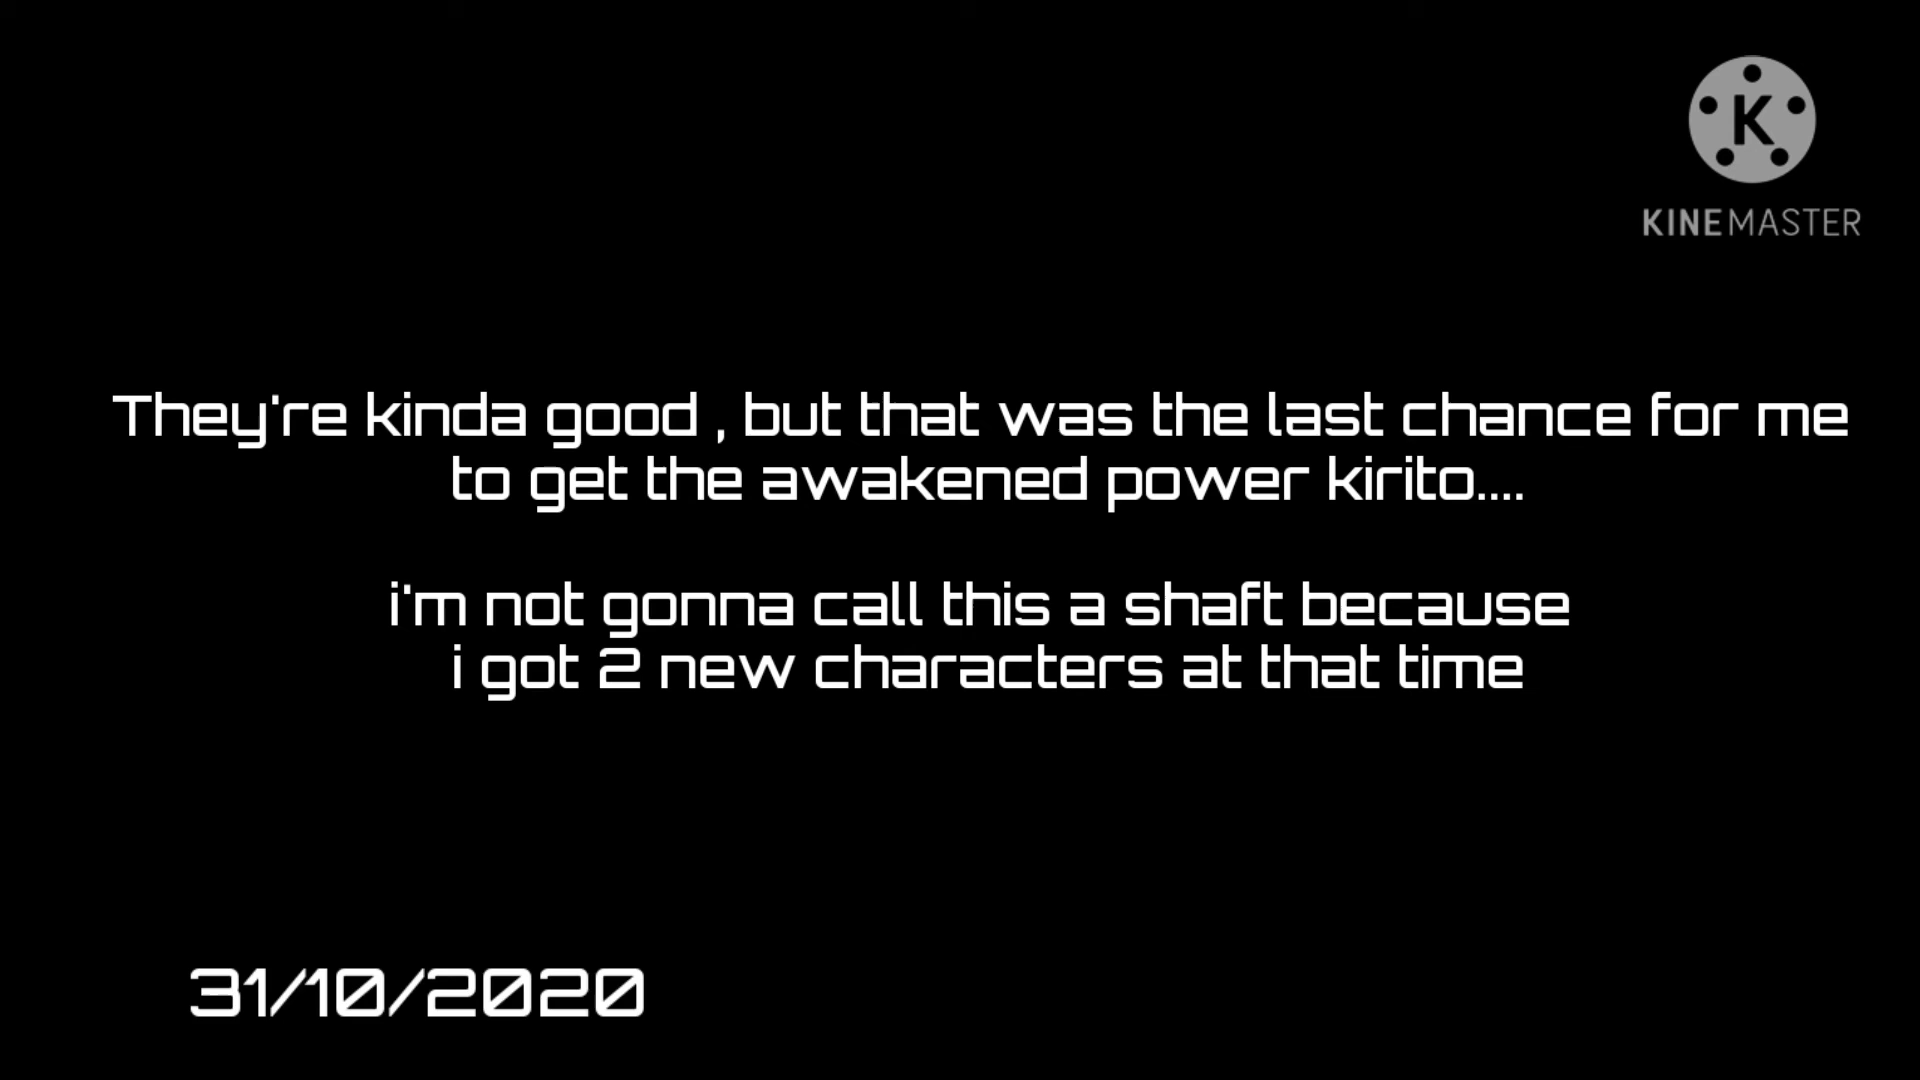 K
KINEMASTER
They're kinda good , but that was the last chance for me
to get the awakened power kirito....
i'm not gonna call this a shaft because
i got 2 new characters at that time
31/10/2020